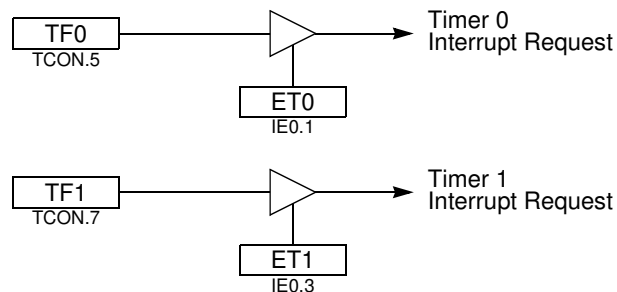 TF0
TCON.5
ET0
IE0.1
Timer 0
Interrupt Request
TF1
TCON.7
ET1
IE0.3
Timer 1
Interrupt Request